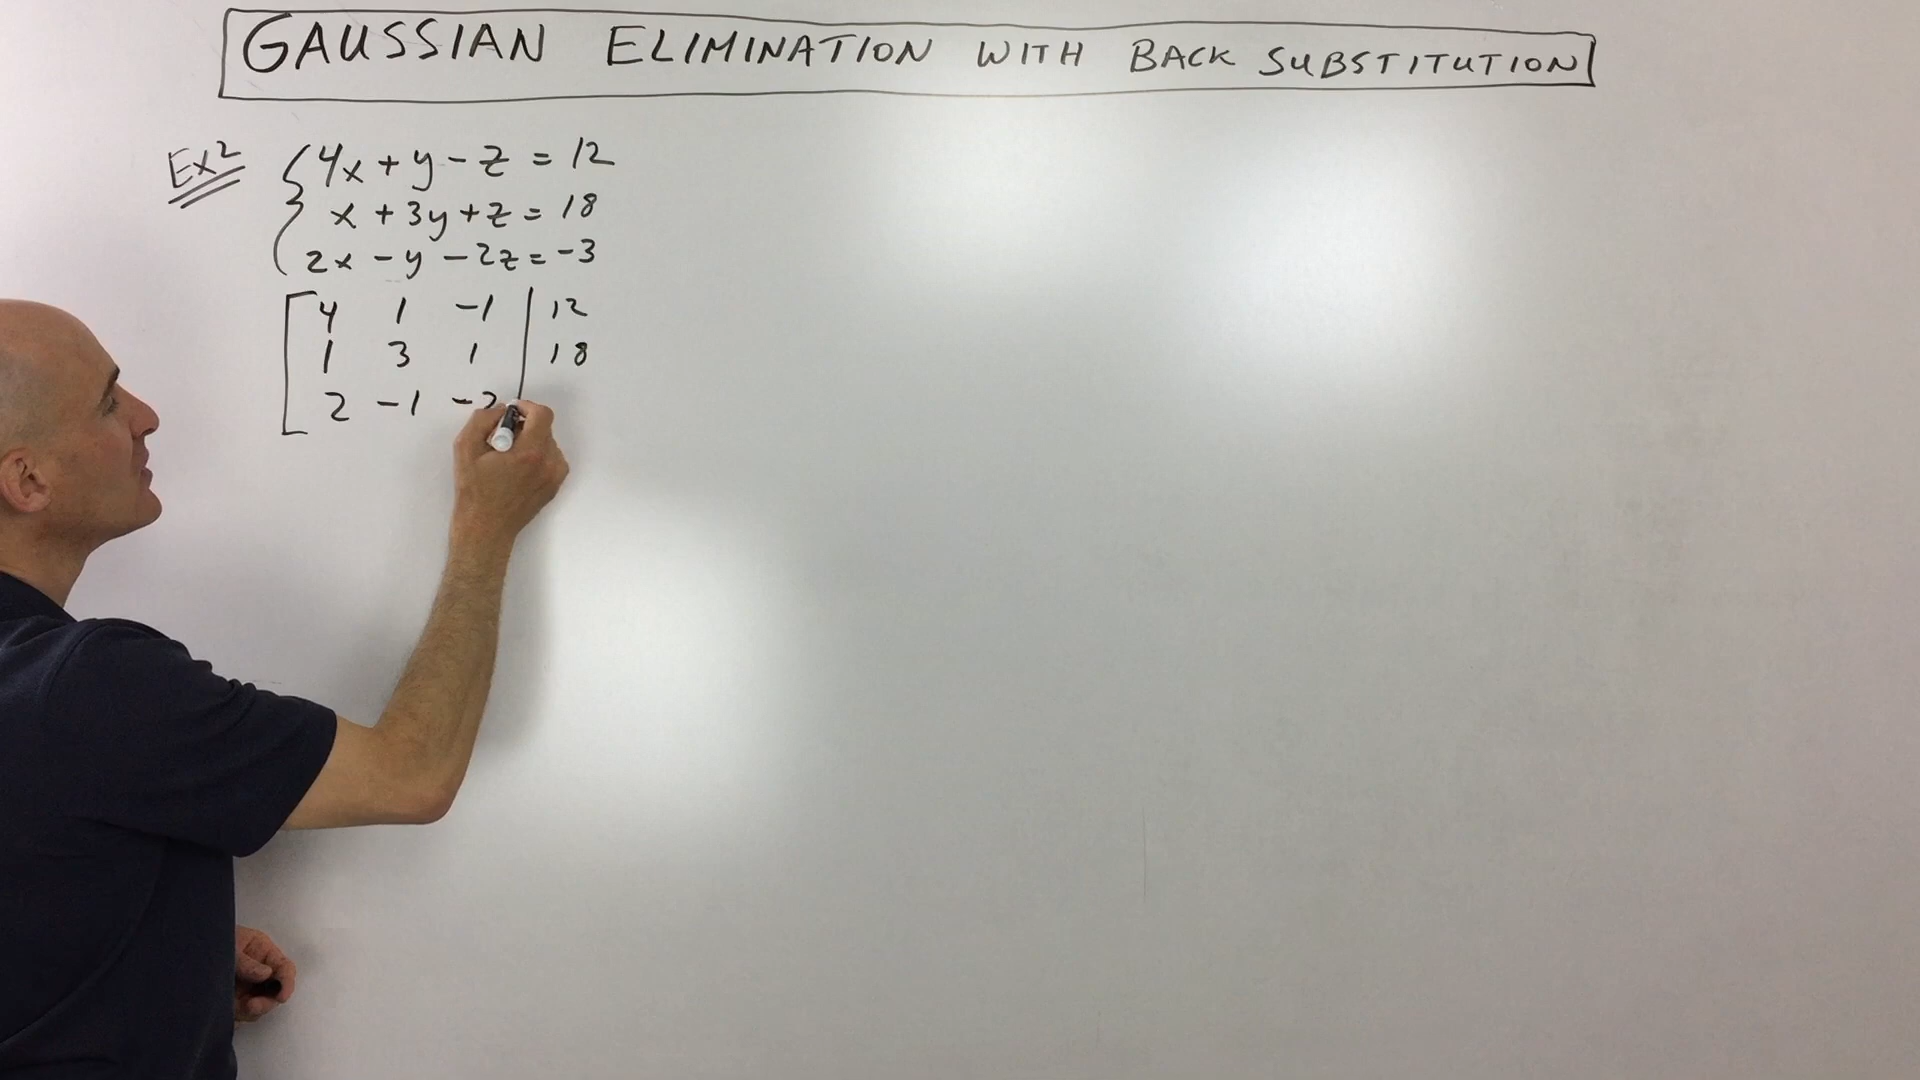 GAUSSIAN ELIMINATION WITH BACK SUBSTITUTION
Ex2 4x + y - z = 12
x + 3y + z = 18
2x - y - 2z = -3
4 1 -1 | 12
1 3 1 | 18
2 -1 -2